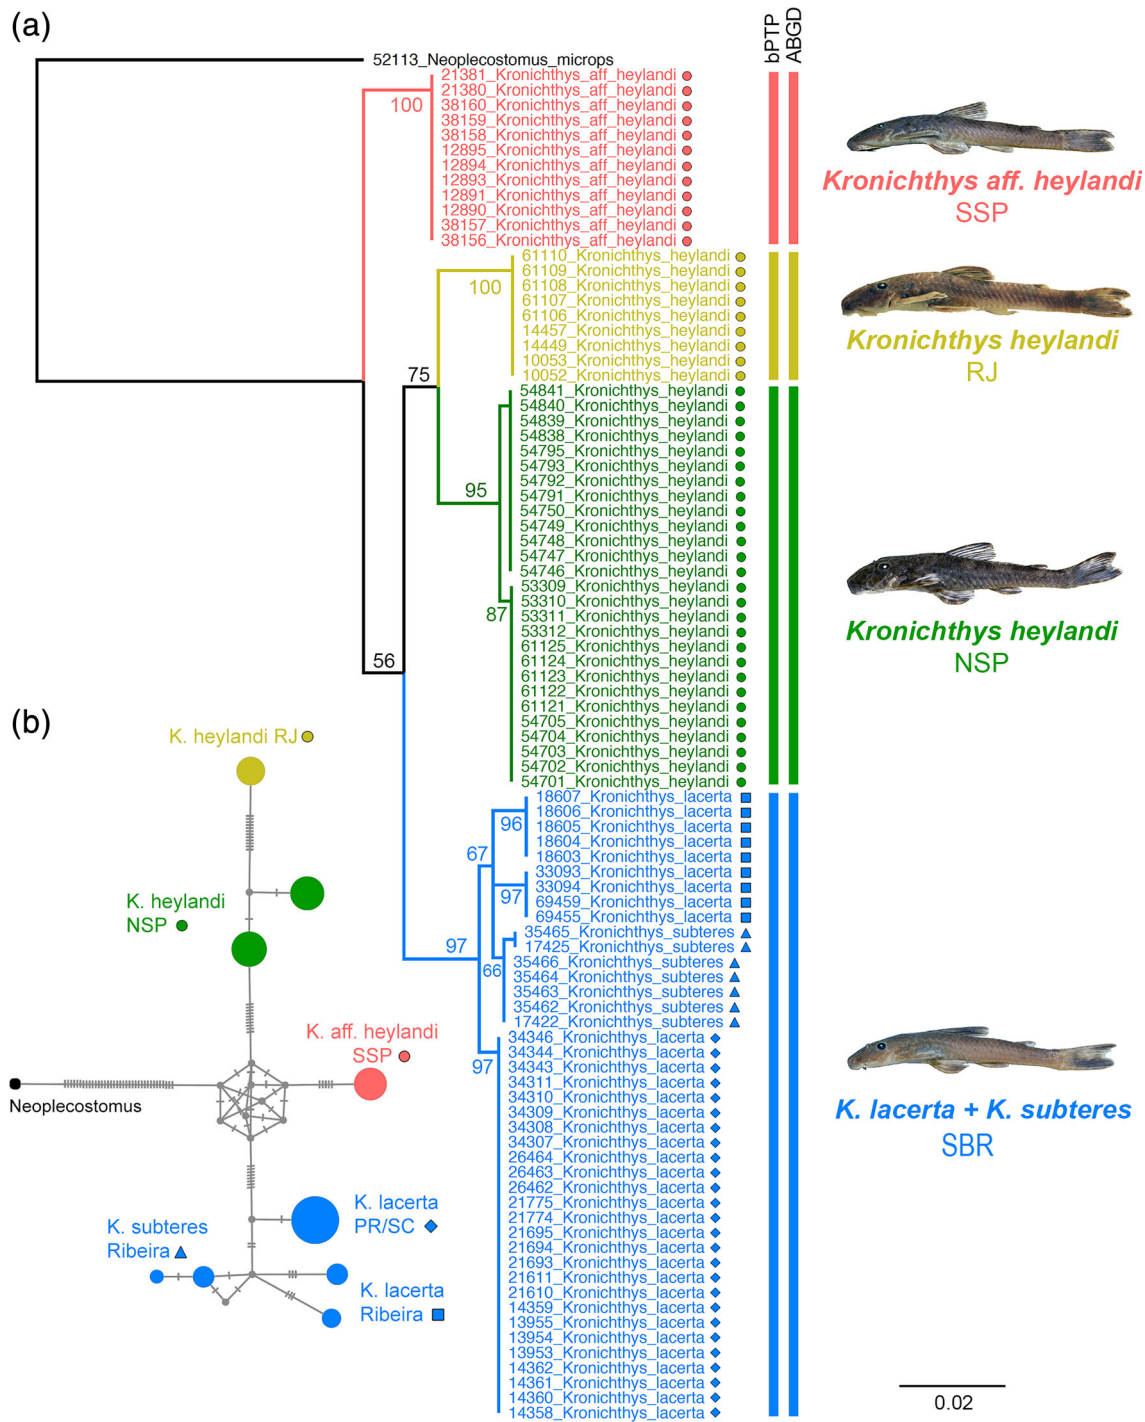 (a)
bPTP
ABGD
52113_Neoplecostomus_microps
21381_Kronichthys_aff_heylandi
21380_Kronichthys_aff_heylandi
38160_Kronichthys_aff_heylandi
38159_Kronichthys_aff_heylandi
38158_Kronichthys_aff_heylandi
12895_Kronichthys_aff_heylandi
12894_Kronichthys_aff_heylandi
12893_Kronichthys_aff_heylandi
12891_Kronichthys_aff_heylandi
12890_Kronichthys_aff_heylandi
38157_Kronichthys_aff_heylandi
38156_Kronichthys_aff_heylandi
100
Kronichthys aff. heylandi
SSP
61110_Kronichthys_heylandi
61109_Kronichthys_heylandi
61108_Kronichthys_heylandi
61107_Kronichthys_heylandi
61106_Kronichthys_heylandi
14457_Kronichthys_heylandi
14449_Kronichthys_heylandi
10053_Kronichthys_heylandi
10052_Kronichthys_heylandi
100
75
Kronichthys heylandi
RJ
54841_Kronichthys_heylandi
54840_Kronichthys_heylandi
54839_Kronichthys_heylandi
54838_Kronichthys_heylandi
54795_Kronichthys_heylandi
54793_Kronichthys_heylandi
54792_Kronichthys_heylandi
54791_Kronichthys_heylandi
54750_Kronichthys_heylandi
54749_Kronichthys_heylandi
54748_Kronichthys_heylandi
54747_Kronichthys_heylandi
54746_Kronichthys_heylandi
53309_Kronichthys_heylandi
53310_Kronichthys_heylandi
53311_Kronichthys_heylandi
53312_Kronichthys_heylandi
61125_Kronichthys_heylandi
61124_Kronichthys_heylandi
61123_Kronichthys_heylandi
61122_Kronichthys_heylandi
61121_Kronichthys_heylandi
54705_Kronichthys_heylandi
54704_Kronichthys_heylandi
54703_Kronichthys_heylandi
54702_Kronichthys_heylandi
54701_Kronichthys_heylandi
95
87
56
Kronichthys heylandi
NSP
18607_Kronichthys_lacerta
18606_Kronichthys_lacerta
18605_Kronichthys_lacerta
18604_Kronichthys_lacerta
18603_Kronichthys_lacerta
33093_Kronichthys_lacerta
33094_Kronichthys_lacerta
69459_Kronichthys_lacerta
69455_Kronichthys_lacerta
35465_Kronichthys_subteres
17425_Kronichthys_subteres
35466_Kronichthys_subteres
35464_Kronichthys_subteres
35463_Kronichthys_subteres
35462_Kronichthys_subteres
17422_Kronichthys_subteres
34346_Kronichthys_lacerta
34344_Kronichthys_lacerta
34343_Kronichthys_lacerta
34311_Kronichthys_lacerta
34310_Kronichthys_lacerta
34309_Kronichthys_lacerta
34308_Kronichthys_lacerta
34307_Kronichthys_lacerta
26464_Kronichthys_lacerta
26463_Kronichthys_lacerta
26462_Kronichthys_lacerta
21775_Kronichthys_lacerta
21774_Kronichthys_lacerta
21695_Kronichthys_lacerta
21694_Kronichthys_lacerta
21693_Kronichthys_lacerta
21611_Kronichthys_lacerta
21610_Kronichthys_lacerta
14359_Kronichthys_lacerta
13955_Kronichthys_lacerta
13954_Kronichthys_lacerta
13953_Kronichthys_lacerta
14362_Kronichthys_lacerta
14361_Kronichthys_lacerta
14360_Kronichthys_lacerta
14358_Kronichthys_lacerta
96
67
97
97
66
97
K. lacerta + K. subteres
SBR
0.02
(b)
K. heylandi RJ
K. heylandi
NSP
K. aff. heylandi
SSP
Neoplecostomus
K. lacerta
PR/SC
K. subteres
Ribeira
K. lacerta
Ribeira